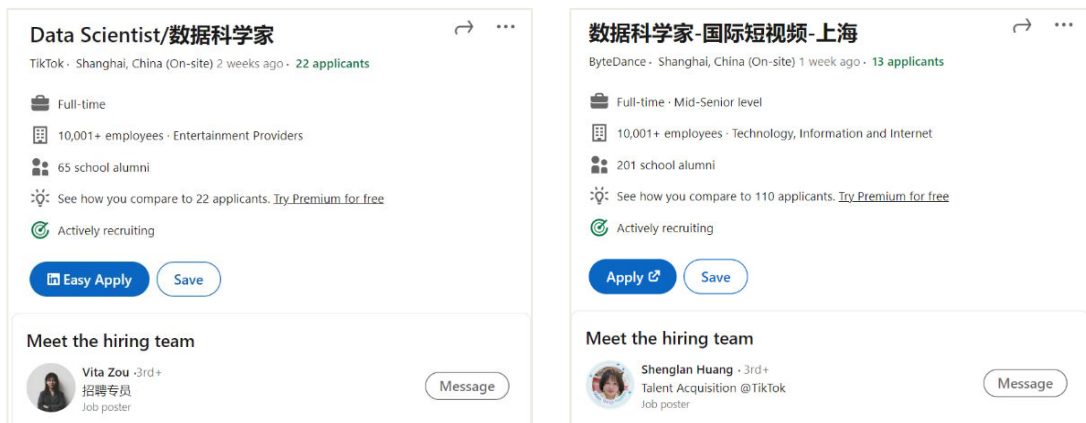 Data Scientist/数据科学家
TikTok · Shanghai, China (On-site) 2 weeks ago · 22 applicants
Full-time
10,001+ employees · Entertainment Providers
65 school alumni
See how you compare to 22 applicants. Try Premium for free
Actively recruiting
in Easy Apply
Save
Meet the hiring team
Vita Zou · 3rd+
招聘专员
Job poster
Message
数据科学家-国际短视频-上海
ByteDance · Shanghai, China (On-site) 1 week ago · 13 applicants
Full-time · Mid-Senior level
10,001+ employees · Technology, Information and Internet
201 school alumni
See how you compare to 110 applicants. Try Premium for free
Actively recruiting
Apply
Save
Meet the hiring team
Shenglan Huang · 3rd+
Talent Acquisition @TikTok
Job poster
Message